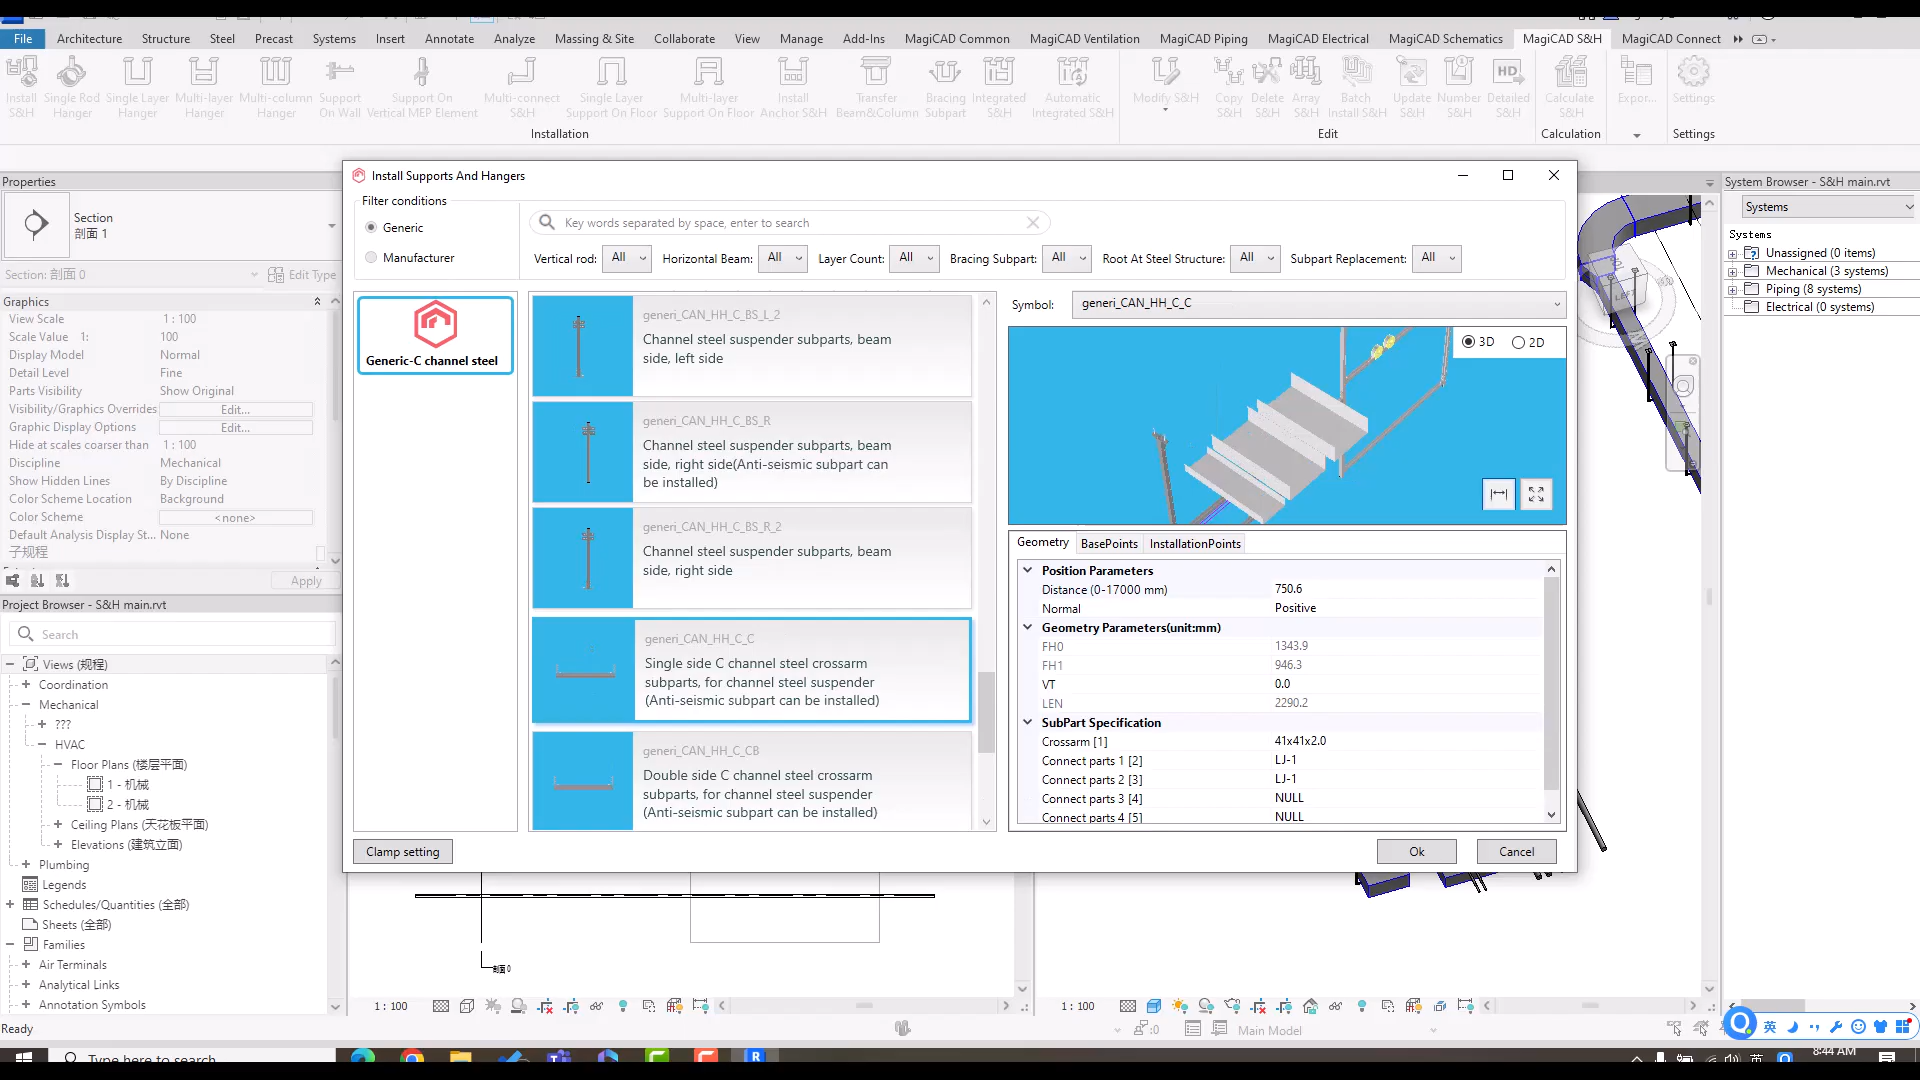 File Architecture Structure Steel Precast Systems Insert Annotate Analyze Massing & Site Collaborate View Manage Add-Ins MagiCAD Common MagiCAD Ventilation MagiCAD Piping MagiCAD Electrical MagiCAD Schematics MagiCAD S&H MagiCAD Connect
Install S&H
Single Rod Hanger
Single Layer Hanger
Multi-layer Hanger
Multi-column Hanger
Support On Wall
Support On Vertical MEP Element
Multi-connect S&H
Single Layer Support On Floor
Multi-layer Support On Floor
Install Anchor S&H
Transfer Beam&Column
Bracing Subpart
Integrated S&H
Automatic Integrated S&H
Modify S&H
Copy S&H
Delete S&H
Array S&H
Batch Install S&H
Update S&H
Number S&H
HD
Detailed S&H
Calculate S&H
Expor...
Settings
Installation Edit Calculation Settings
Properties
Section
剖面 1
Section: 剖面 0
Edit Type
Graphics
View Scale 1 : 100
Scale Value 1: 100
Display Model Normal
Detail Level Fine
Parts Visibility Show Original
Visibility/Graphics Overrides Edit...
Graphic Display Options Edit...
Hide at scales coarser than 1 : 100
Discipline Mechanical
Show Hidden Lines By Discipline
Color Scheme Location Background
Color Scheme <none>
Default Analysis Display St... None
子规程
Apply
Project Browser - S&H main.rvt
Search
Views (规程)
Coordination
Mechanical
???
HVAC
Floor Plans (楼层平面)
1 - 机械
2 - 机械
Ceiling Plans (天花板平面)
Elevations (建筑立面)
Plumbing
Legends
Schedules/Quantities (全部)
Sheets (全部)
Families
Air Terminals
Analytical Links
Annotation Symbols
Ready
Install Supports And Hangers
Filter conditions
Generic
Manufacturer
Key words separated by space, enter to search
Vertical rod: All Horizontal Beam: All Layer Count: All Bracing Subpart: All Root At Steel Structure: All Subpart Replacement: All
Generic-C channel steel
generi_CAN_HH_C_BS_L_2
Channel steel suspender subparts, beam
side, left side
generi_CAN_HH_C_BS_R
Channel steel suspender subparts, beam
side, right side(Anti-seismic subpart can
be installed)
generi_CAN_HH_C_BS_R_2
Channel steel suspender subparts, beam
side, right side
generi_CAN_HH_C_C
Single side C channel steel crossarm
subparts, for channel steel suspender
(Anti-seismic subpart can be installed)
generi_CAN_HH_C_CB
Double side C channel steel crossarm
subparts, for channel steel suspender
(Anti-seismic subpart can be installed)
Symbol: generi_CAN_HH_C_C
3D 2D
Geometry BasePoints InstallationPoints
Position Parameters
Distance (0-17000 mm) 750.6
Normal Positive
Geometry Parameters(unit:mm)
FH0 1343.9
FH1 946.3
VT 0.0
LEN 2290.2
SubPart Specification
Crossarm [1] 41x41x2.0
Connect parts 1 [2] LJ-1
Connect parts 2 [3] LJ-1
Connect parts 3 [4] NULL
Connect parts 4 [5] NULL
Clamp setting Ok Cancel
System Browser - S&H main.rvt
Systems
Systems
Unassigned (0 items)
Mechanical (3 systems)
Piping (8 systems)
Electrical (0 systems)
LEFT
剖面 0
1 : 100
1 : 100
:0
Main Model
英
Type here to search
英
8:44 AM